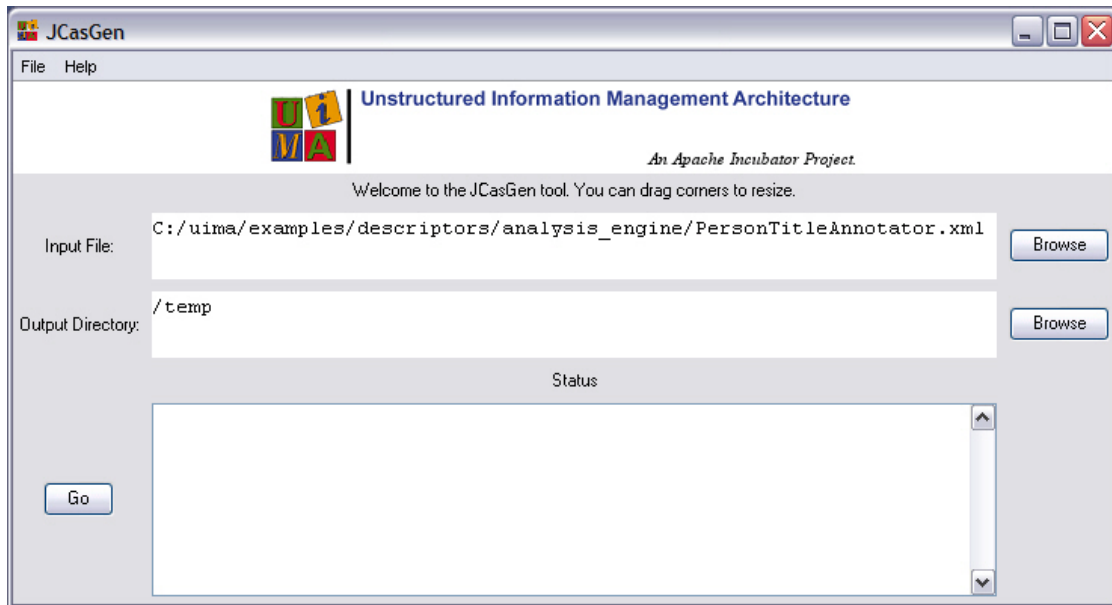 JCasGen
File Help
U i M A
Unstructured Information Management Architecture
An Apache Incubator Project.
Welcome to the JCasGen tool. You can drag corners to resize.
Input File:
C:/uima/examples/descriptors/analysis_engine/PersonTitleAnnotator.xml
Browse
Output Directory:
/temp
Browse
Status
Go